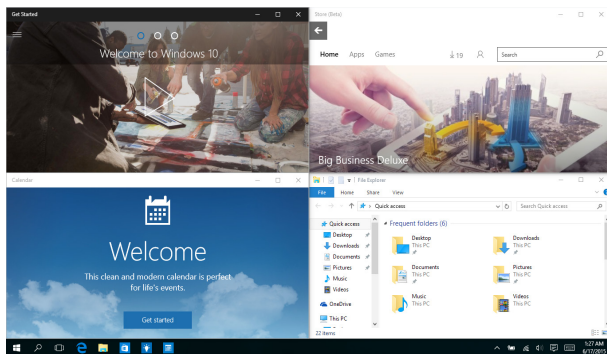 Get Started
Welcome to Windows 10
Store (Beta)
Home Apps Games
19
Search
Big Business Deluxe
Calendar
Welcome
This clean and modern calendar is perfect
for life's events.
Get started
File Explorer
File Home Share View
Quick access
Search Quick access
Quick access
Desktop
Downloads
Documents
Pictures
Music
Videos
OneDrive
This PC
Frequent folders (6)
Desktop
This PC
Downloads
This PC
Documents
This PC
Pictures
This PC
Music
This PC
Videos
This PC
22 items
1:27 AM
6/17/2015